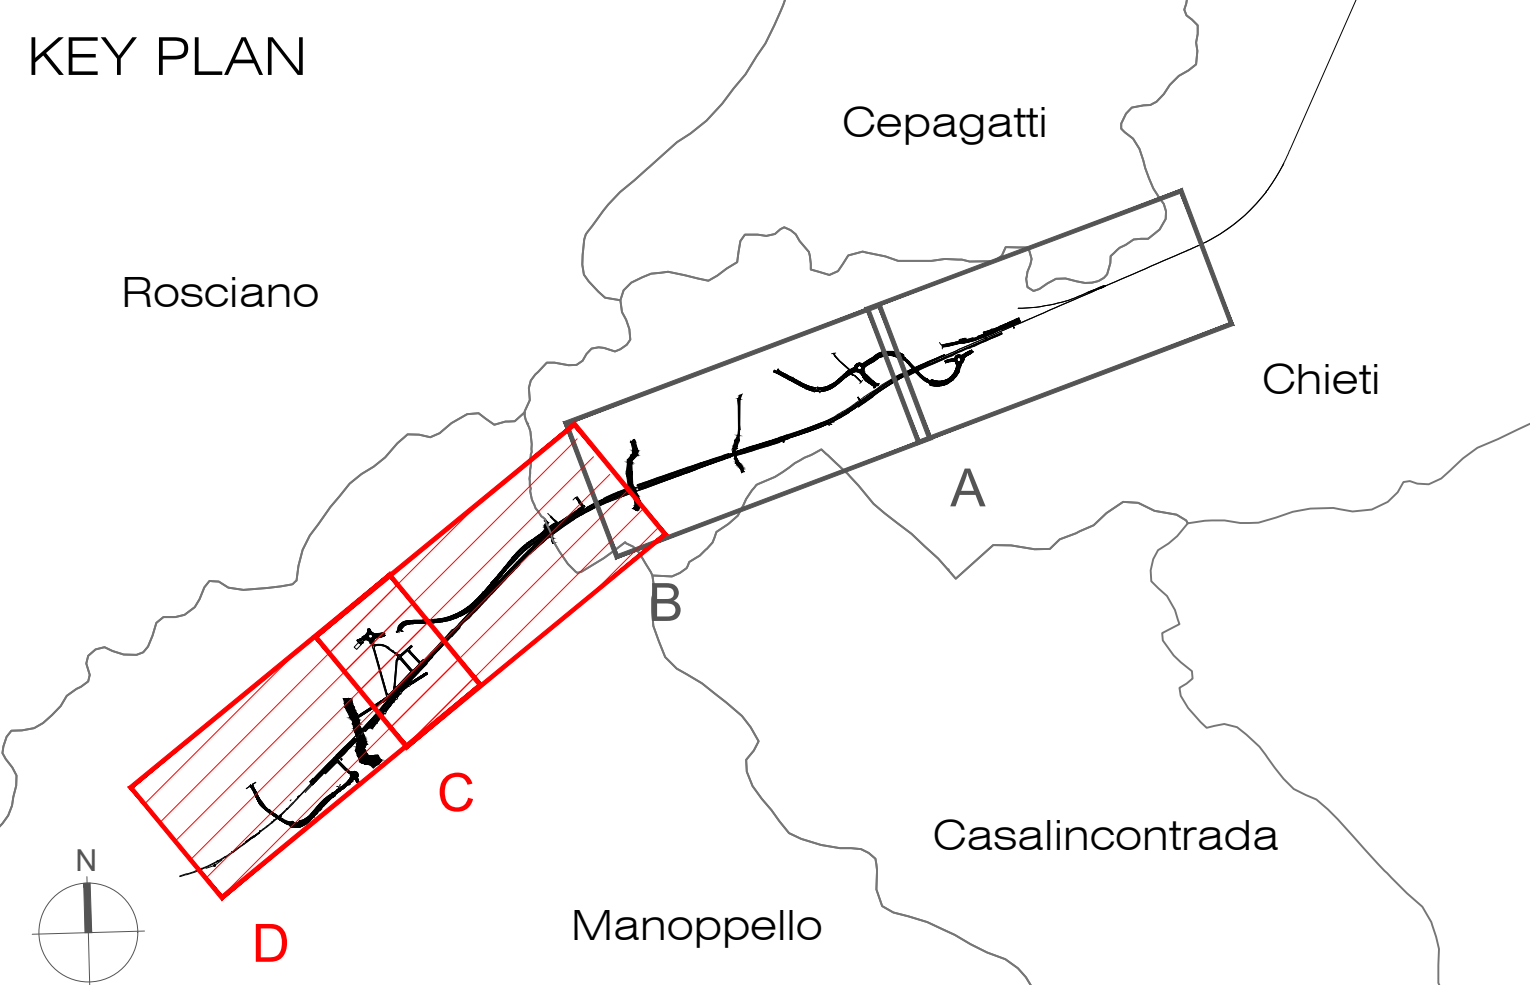 KEY PLAN
Cepagatti
Rosciano
Chieti
A
B
C
Casalincontrada
N
Manoppello
D